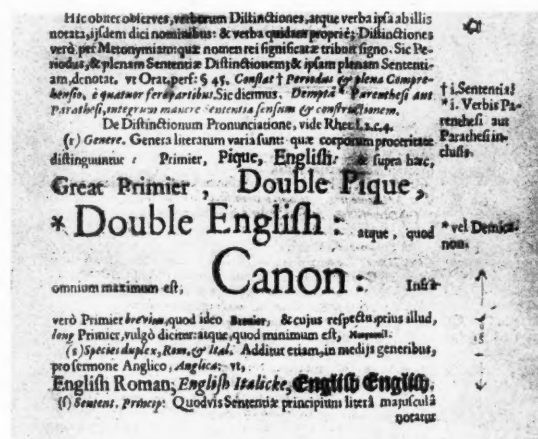 Hic obiter observes, verborum Distinctiones, atque verba ipsa ab illis
notata, ijsdem dici nominibus: & verba quidem propriè; Distinctiones
verò, per Metonymiam quæ nomen rei significatæ tribuit signo. Sic Pe-
riodus, & plenam Sententiæ Distinctionem; & ipsam plenam Sententi-
am, denotat. vt Orat. perf: § 45. Constat † Periodus & plena Compre-
hensio, è quatuor ferè partibus. Sic dicimus. Demptâ * Parenthesi aut
Parathesi, integrum manere sententiæ sensum & constructionem.
† i. Sententia!
* i. Verbis Pa-
renthesi aut
Parathesi in-
clusis.
De Distinctionum Pronunciatione, vide Rhet. l. 2. c. 4.
(r) Genere. Genera literarum varia sunt: quæ corporum proceritate
distinguuntur: Primier, Pique, English: & supra hæc,
Great Primier, Double Pique,
* Double English: atque, quod
* vel Demica-
non.
omnium maximum est, Canon: Infra
verò Primier brevier, quod ideo Brevier, & cujus respectu, prius illud,
long Primier, vulgò dicitur: atque, quod minimum est, Nonpareil.
(s) Species duplex, Rom. & Ital. Additur etiam, in medijs generibus,
pro sermone Anglico, Anglica: vt,
English Roman, English Italicke, English English.
(ſ) Sentent. Princip: Quodvis Sententiæ principium literâ majusculâ
notatur